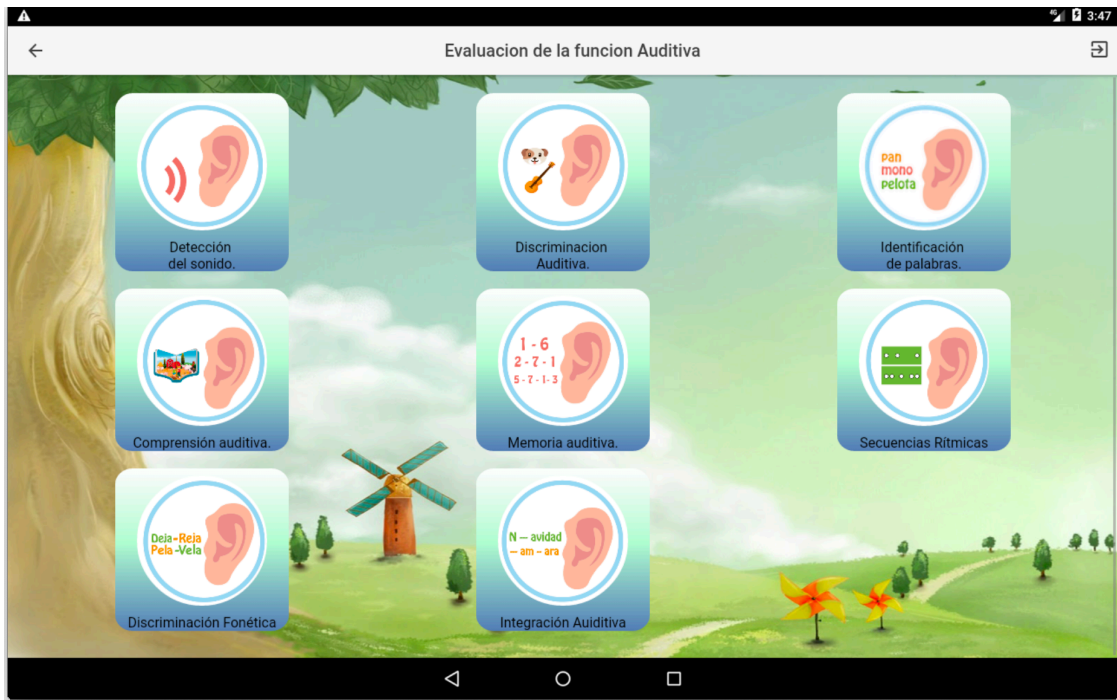 4G 3:47
Evaluacion de la funcion Auditiva
Detección
del sonido.
Discriminacion
Auditiva.
pan
mono
pelota
Identificación
de palabras.
Comprensión auditiva.
1 - 6
2 - 7 - 1
5 - 7 - 1 - 3
Memoria auditiva.
Secuencias Rítmicas
Deja-Reja
Pela-Vela
Discriminación Fonética
N — avidad
— am — ara
Integración Auiditiva